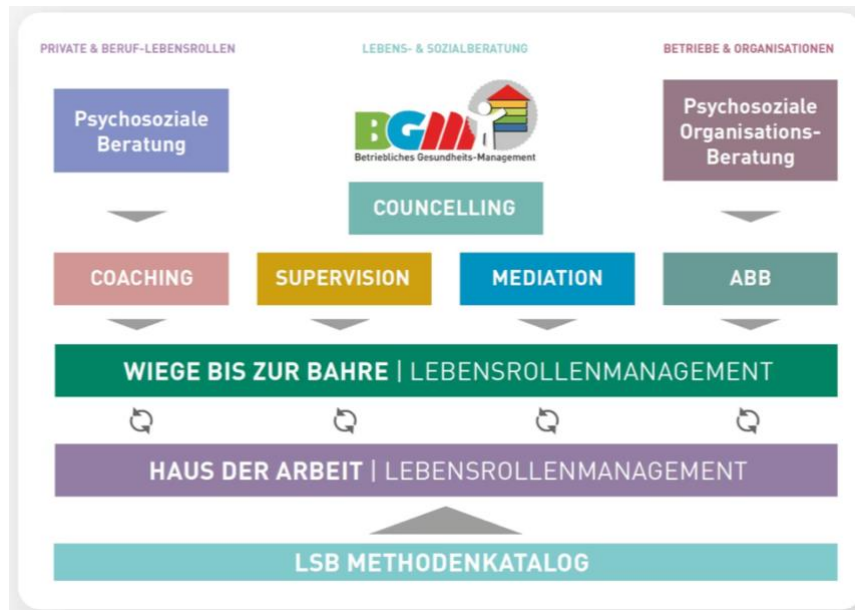 PRIVATE & BERUF-LEBENSROLLEN
LEBENS- & SOZIALBERATUNG
BETRIEBE & ORGANISATIONEN
Psychosoziale
Beratung
BGM
Betriebliches Gesundheits-Management
Psychosoziale
Organisations-
Beratung
COUNCELLING
COACHING
SUPERVISION
MEDIATION
ABB
WIEGE BIS ZUR BAHRE | LEBENSROLLENMANAGEMENT
HAUS DER ARBEIT | LEBENSROLLENMANAGEMENT
LSB METHODENKATALOG